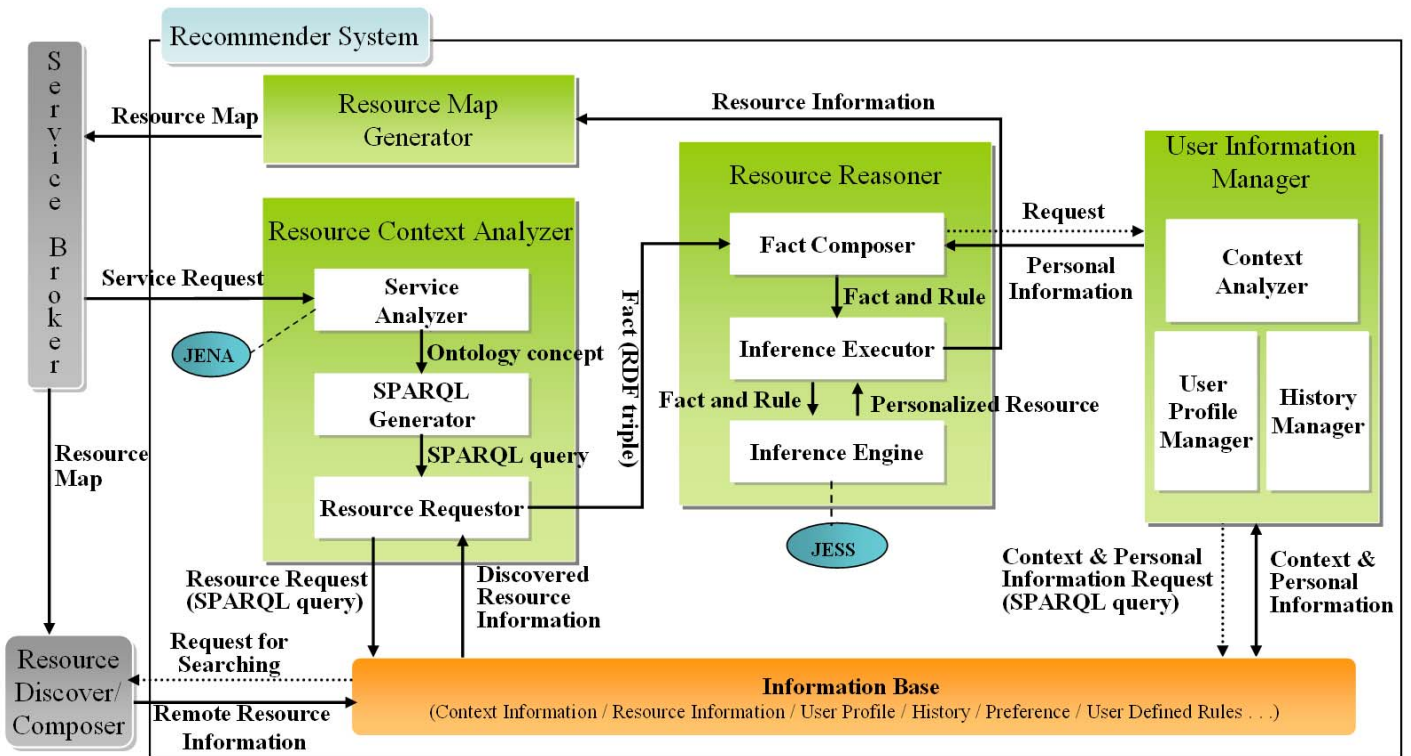 Recommender System
Service Broker
Resource Map
Generator
Resource Map
Resource Information
User Information
Manager
Resource Reasoner
Resource Context Analyzer
Request
Fact Composer
Context
Analyzer
Personal
Information
Service Request
Service
Analyzer
Fact and Rule
JENA
Ontology concept
Fact (RDF triple)
Inference Executor
SPARQL
Generator
User
Profile
Manager
History
Manager
Fact and Rule
Personalized Resource
Resource
Map
SPARQL query
Inference Engine
Resource Requestor
JESS
Resource Request
(SPARQL query)
Discovered
Resource
Information
Context & Personal
Information Request
(SPARQL query)
Context &
Personal
Information
Request for
Searching
Resource
Discover/
Composer
Information Base
(Context Information / Resource Information / User Profile / History / Preference / User Defined Rules . . .)
Remote Resource
Information